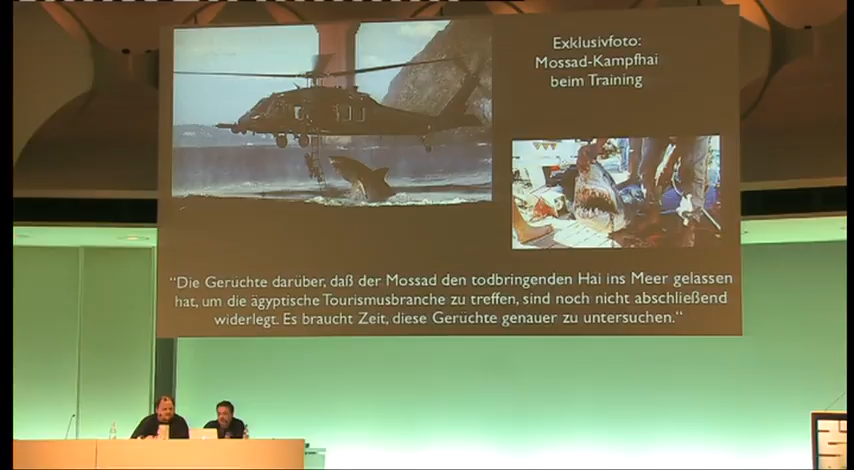 Exklusivfoto:
Mossad-Kampfhai
beim Training
“Die Gerüchte darüber, daß der Mossad den todbringenden Hai ins Meer gelassen
hat, um die ägyptische Tourismusbranche zu treffen, sind noch nicht abschließend
widerlegt. Es braucht Zeit, diese Gerüchte genauer zu untersuchen.“